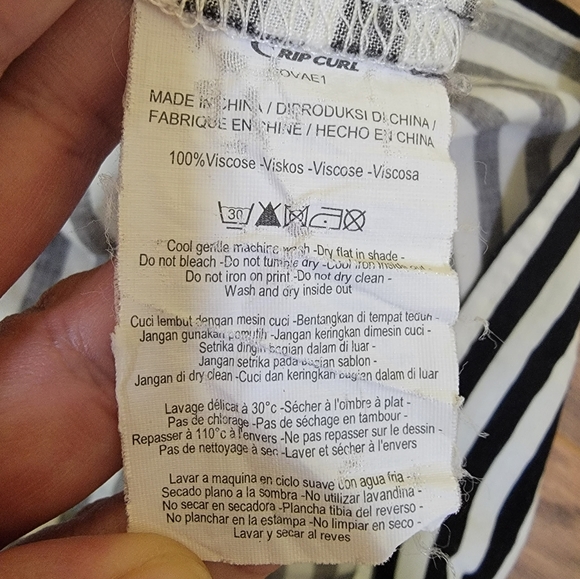 RIP CURL
OVAE1
MADE IN CHINA / DIPRODUKSI DI CHINA /
FABRIQUE EN CHINE / HECHO EN CHINA
100%Viscose -Viskos -Viscose -Viscosa
30
Cool gentle machine wash -Dry flat in shade -
Do not bleach -Do not tumble dry -Cool iron inside out
Do not iron on print -Do not dry clean -
Wash and dry inside out
Cuci lembut dengan mesin cuci -Bentangkan di tempat teduh -
Jangan gunakan pemutih -Jangan keringkan dimesin cuci -
Setrika dingin bagian dalam di luar -
Jangan setrika pada bagian sablon -
Jangan di dry clean -Cuci dan keringkan bagian dalam di luar
Lavage délicat à 30°c -Sécher à l'ombre à plat -
Pas de chlorage -Pas de séchage en tambour -
Repasser à 110°c à l'envers -Ne pas repasser sur le dessin -
Pas de nettoyage à sec -Laver et sécher à l'envers
Lavar a maquina en ciclo suave con agua fria -
Secado plano a la sombra -No utilizar lavandina -
No secar en secadora -Plancha tibia del reverso -
No planchar en la estampa -No limpiar en seco -
Lavar y secar al reves